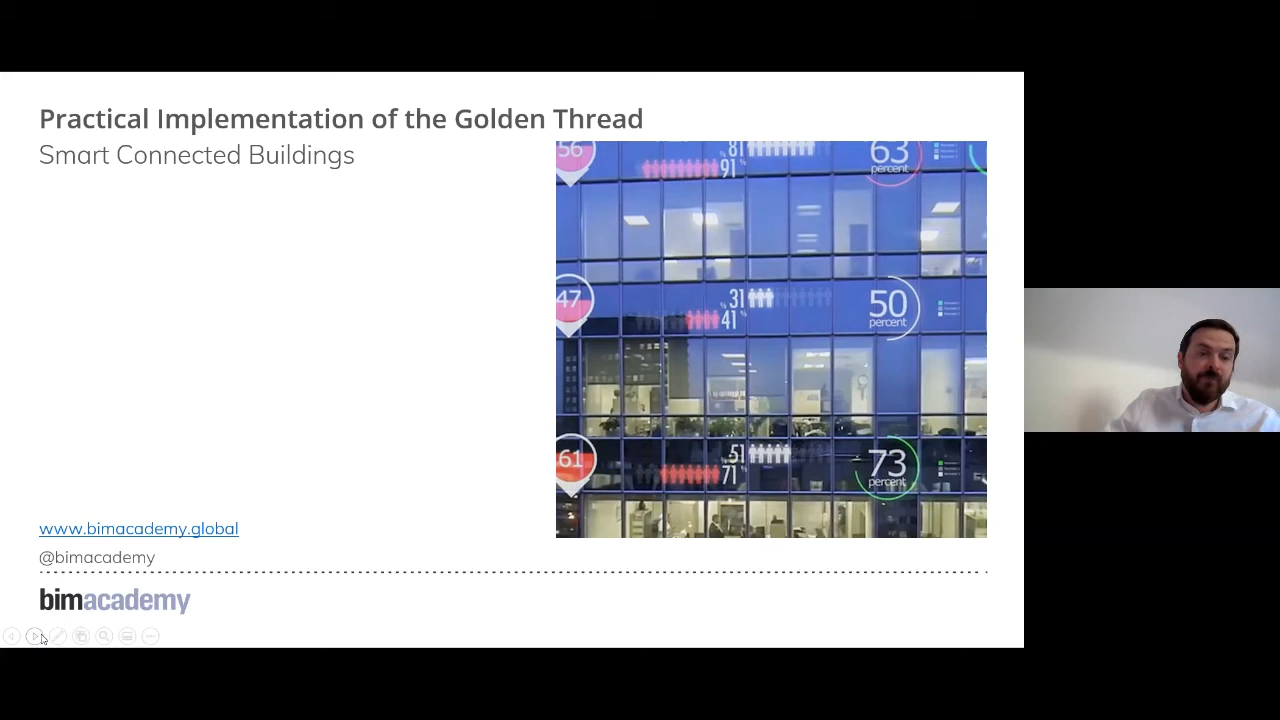 Practical Implementation of the Golden Thread
Smart Connected Buildings
56
%
81
91
%
63
percent
47
%
31
41
%
50
percent
61
%
51
71
%
73
percent
www.bimacademy.global
@bimacademy
bimacademy